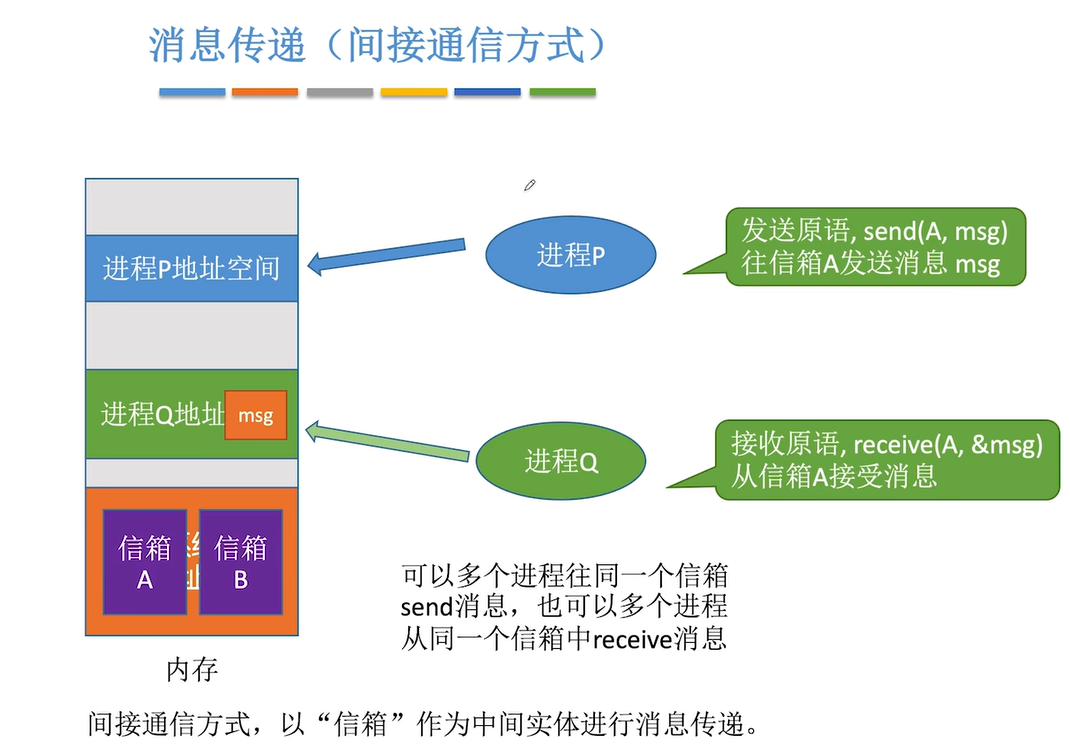 消息传递（间接通信方式）
进程P地址空间
进程P
发送原语, send(A, msg)
往信箱A发送消息 msg
进程Q地址
msg
进程Q
接收原语, receive(A, &msg)
从信箱A接受消息
信箱
A
信箱
B
可以多个进程往同一个信箱
send消息，也可以多个进程
从同一个信箱中receive消息
内存
间接通信方式，以“信箱”作为中间实体进行消息传递。